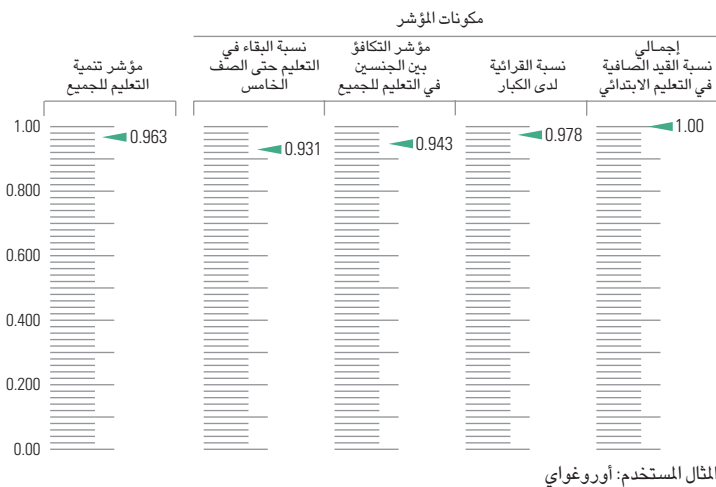 مكونات المؤشر
إجمـالي
نسبة القيد الصافية
في التعليم الابتدائي
نسبة القرائية
لدى الكبار
مؤشر التكافؤ
بين الجنسين
في التعليم للجميع
نسبة البقاء في
التعليم حتى الصف
الخامس
مؤشر تنمية
التعليم للجميع
1.00
0.978
0.943
0.931
0.963
1.00
0.800
0.600
0.400
0.200
0.00
المثال المستخدم: أوروغواي